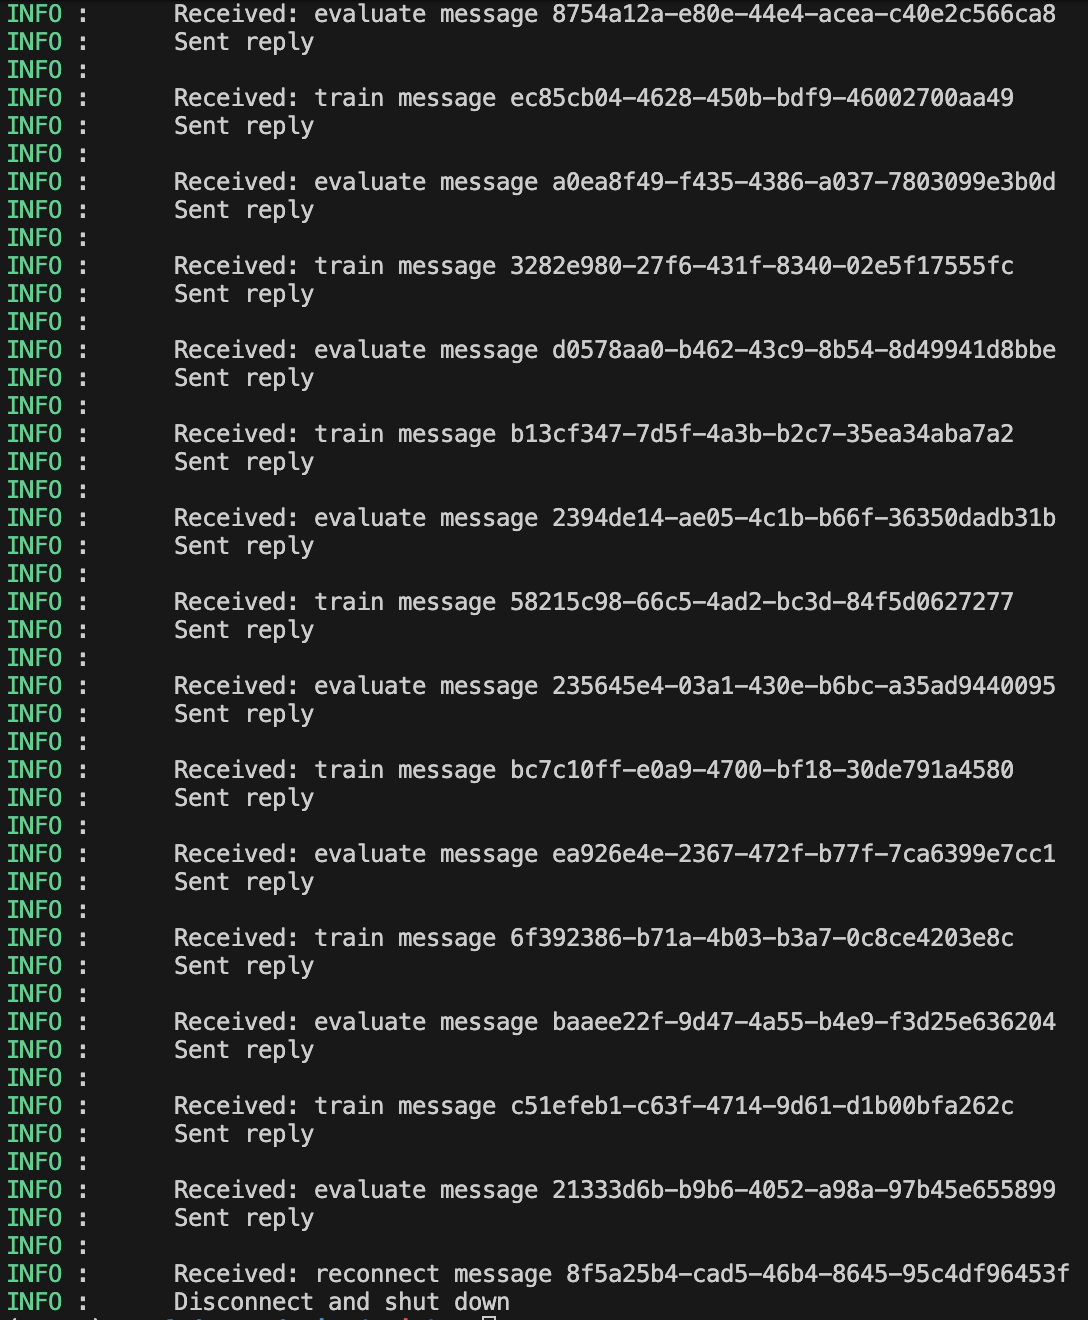 INFO :      Received: evaluate message 8754a12a-e80e-44e4-acea-c40e2c566ca8
INFO :      Sent reply
INFO :
INFO :      Received: train message ec85cb04-4628-450b-bdf9-46002700aa49
INFO :      Sent reply
INFO :
INFO :      Received: evaluate message a0ea8f49-f435-4386-a037-7803099e3b0d
INFO :      Sent reply
INFO :
INFO :      Received: train message 3282e980-27f6-431f-8340-02e5f17555fc
INFO :      Sent reply
INFO :
INFO :      Received: evaluate message d0578aa0-b462-43c9-8b54-8d49941d8bbe
INFO :      Sent reply
INFO :
INFO :      Received: train message b13cf347-7d5f-4a3b-b2c7-35ea34aba7a2
INFO :      Sent reply
INFO :
INFO :      Received: evaluate message 2394de14-ae05-4c1b-b66f-36350dadb31b
INFO :      Sent reply
INFO :
INFO :      Received: train message 58215c98-66c5-4ad2-bc3d-84f5d0627277
INFO :      Sent reply
INFO :
INFO :      Received: evaluate message 235645e4-03a1-430e-b6bc-a35ad9440095
INFO :      Sent reply
INFO :
INFO :      Received: train message bc7c10ff-e0a9-4700-bf18-30de791a4580
INFO :      Sent reply
INFO :
INFO :      Received: evaluate message ea926e4e-2367-472f-b77f-7ca6399e7cc1
INFO :      Sent reply
INFO :
INFO :      Received: train message 6f392386-b71a-4b03-b3a7-0c8ce4203e8c
INFO :      Sent reply
INFO :
INFO :      Received: evaluate message baaee22f-9d47-4a55-b4e9-f3d25e636204
INFO :      Sent reply
INFO :
INFO :      Received: train message c51efeb1-c63f-4714-9d61-d1b00bfa262c
INFO :      Sent reply
INFO :
INFO :      Received: evaluate message 21333d6b-b9b6-4052-a98a-97b45e655899
INFO :      Sent reply
INFO :
INFO :      Received: reconnect message 8f5a25b4-cad5-46b4-8645-95c4df96453f
INFO :      Disconnect and shut down